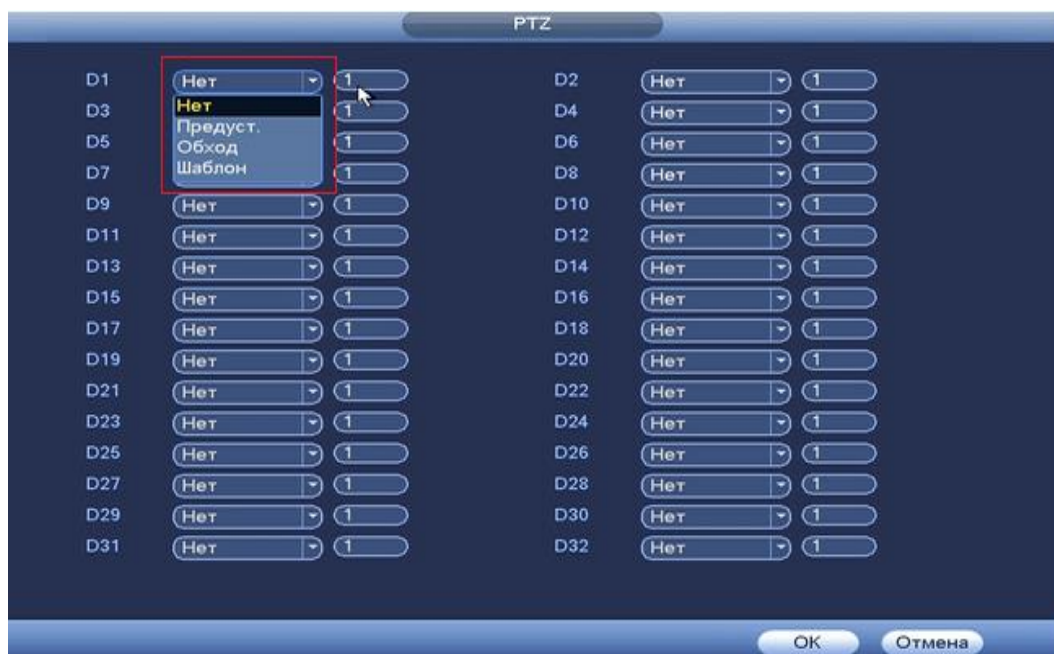 PTZ
D1 Нет 1 D2 Нет 1
Нет
Предуст.
Обход
Шаблон
D3 1 D4 Нет 1
D5 1 D6 Нет 1
D7 1 D8 Нет 1
D9 Нет 1 D10 Нет 1
D11 Нет 1 D12 Нет 1
D13 Нет 1 D14 Нет 1
D15 Нет 1 D16 Нет 1
D17 Нет 1 D18 Нет 1
D19 Нет 1 D20 Нет 1
D21 Нет 1 D22 Нет 1
D23 Нет 1 D24 Нет 1
D25 Нет 1 D26 Нет 1
D27 Нет 1 D28 Нет 1
D29 Нет 1 D30 Нет 1
D31 Нет 1 D32 Нет 1
OK Отмена